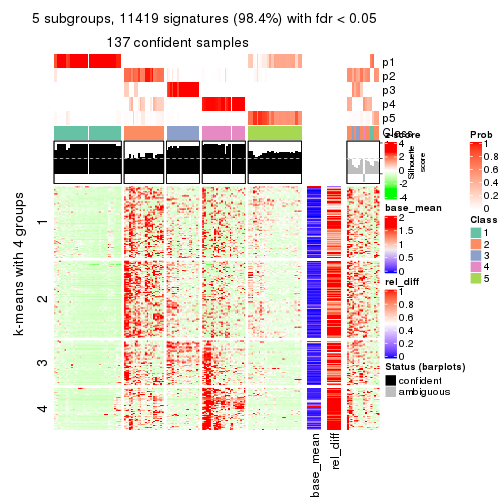 5 subgroups, 11419 signatures (98.4%) with fdr < 0.05
137 confident samples
p1
p2
p3
p4
p5
Class
Silhouette
score
k-means with 4 groups
1
2
3
4
base_mean
rel_diff
z-score
4
2
0
-2
-4
base_mean
2
1.5
1
0.5
0
rel_diff
1
0.8
0.6
0.4
0.2
0
Status (barplots)
confident
ambiguous
Prob
1
0.8
0.6
0.4
0.2
0
Class
1
2
3
4
5